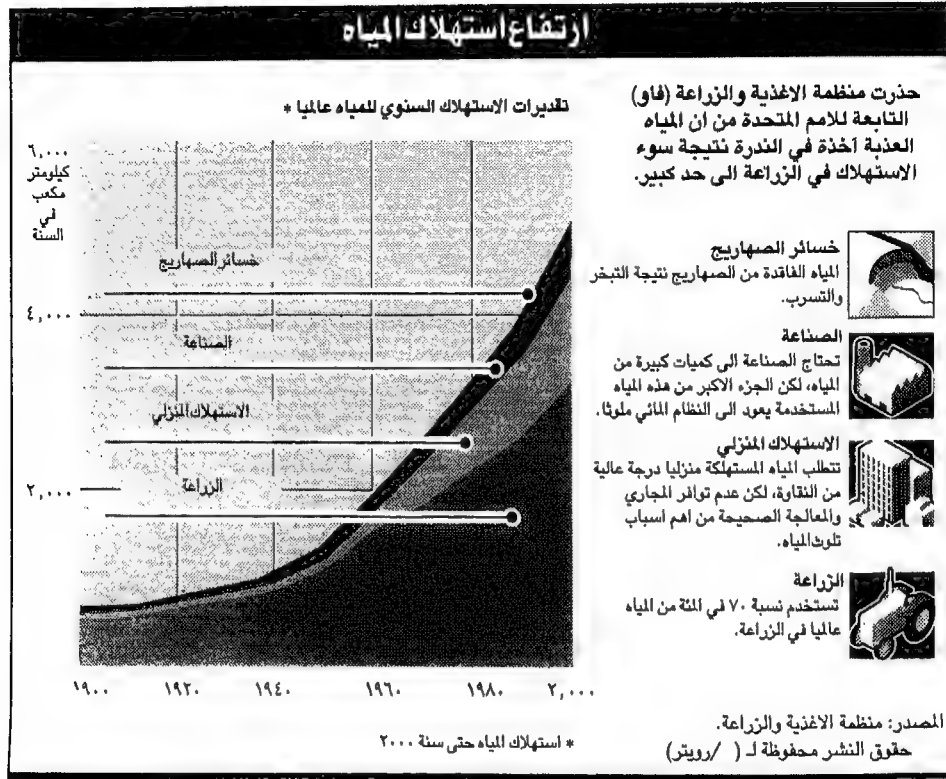 ارتفاع استهلاك المياه
حذرت منظمة الاغذية والزراعة (فاو)
التابعة للامم المتحدة من ان المياه
العذبة آخذة في الندرة نتيجة سوء
الاستهلاك في الزراعة الى حد كبير.
خسائر الصهاريج
المياه الفاقدة من الصهاريج نتيجة التبخر
والتسرب.
الصناعة
تحتاج الصناعة الى كميات كبيرة من
المياه، لكن الجزء الاكبر من هذه المياه
المستخدمة يعود الى النظام المائي ملوثا.
الاستهلاك المنزلي
تتطلب المياه المستهلكة منزليا درجة عالية
من النقاوة، لكن عدم توافر المجاري
والمعالجة الصحيحة من اهم اسباب
تلوث المياه.
الزراعة
تستخدم نسبة ٧٠ في المئة من المياه
عالميا في الزراعة.
المصدر: منظمة الاغذية والزراعة.
حقوق النشر محفوظة لـ ( /رويتر)
تقديرات الاستهلاك السنوي للمياه عالميا *
٦,٠٠٠
كيلومتر
مكعب
في
السنة
خسائر الصهاريج
٤,٠٠٠
الصناعة
الاستهلاك المنزلي
الزراعة
٢,٠٠٠
١٩٠٠ ١٩٢٠ ١٩٤٠ ١٩٦٠ ١٩٨٠ ٢,٠٠٠
* استهلاك المياه حتى سنة ٢٠٠٠